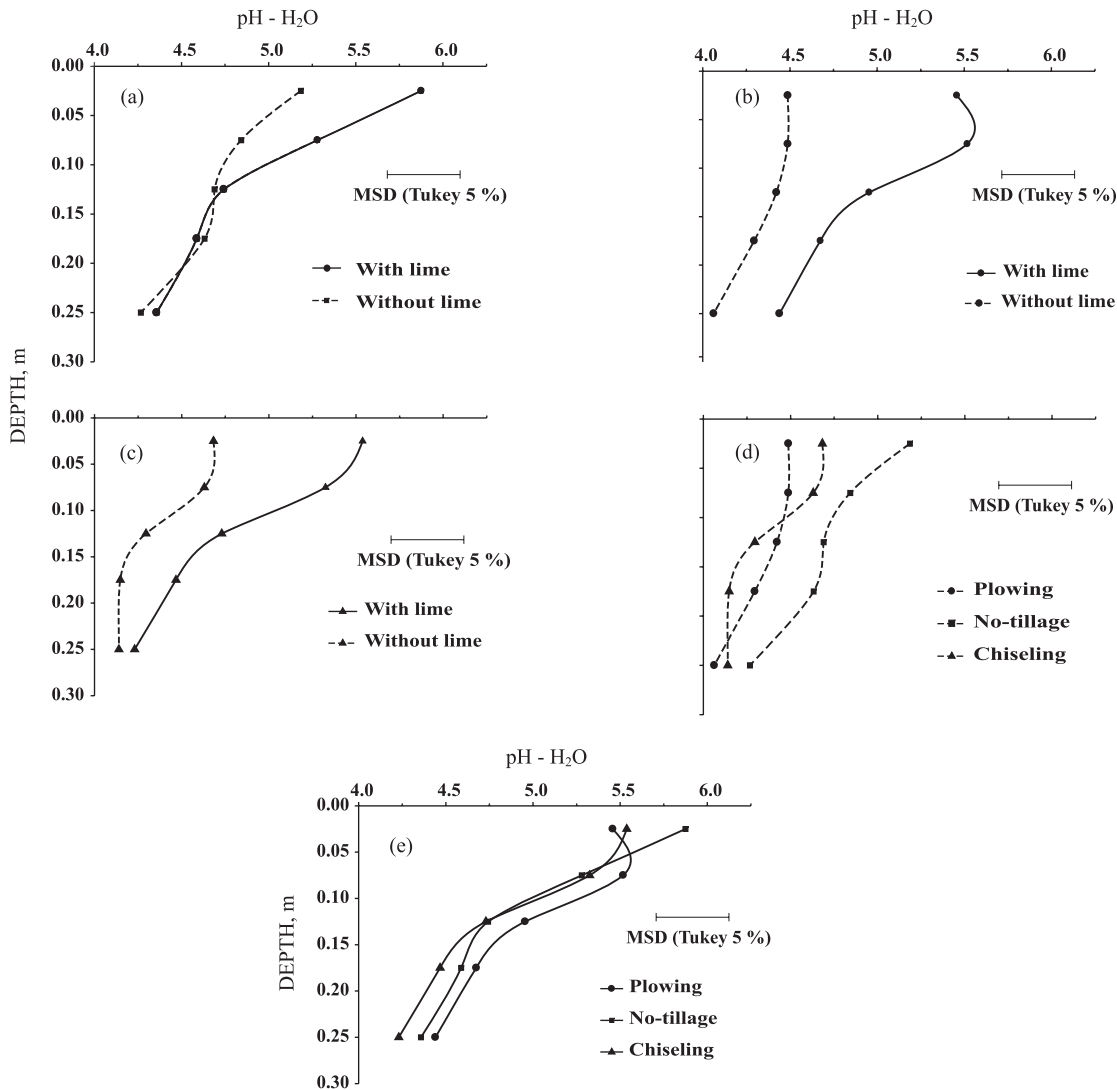 pH - H₂O
4.0 4.5 5.0 5.5 6.0
0.00
0.05
0.10
0.15
0.20
0.25
0.30
(a)
MSD (Tukey 5 %)
With lime
Without lime
4.0 4.5 5.0 5.5 6.0
(b)
MSD (Tukey 5 %)
With lime
Without lime
DEPTH, m
0.00
0.05
0.10
0.15
0.20
0.25
0.30
(c)
MSD (Tukey 5 %)
With lime
Without lime
(d)
MSD (Tukey 5 %)
Plowing
No-tillage
Chiseling
pH - H₂O
4.0 4.5 5.0 5.5 6.0
DEPTH, m
0.00
0.05
0.10
0.15
0.20
0.25
0.30
(e)
MSD (Tukey 5 %)
Plowing
No-tillage
Chiseling